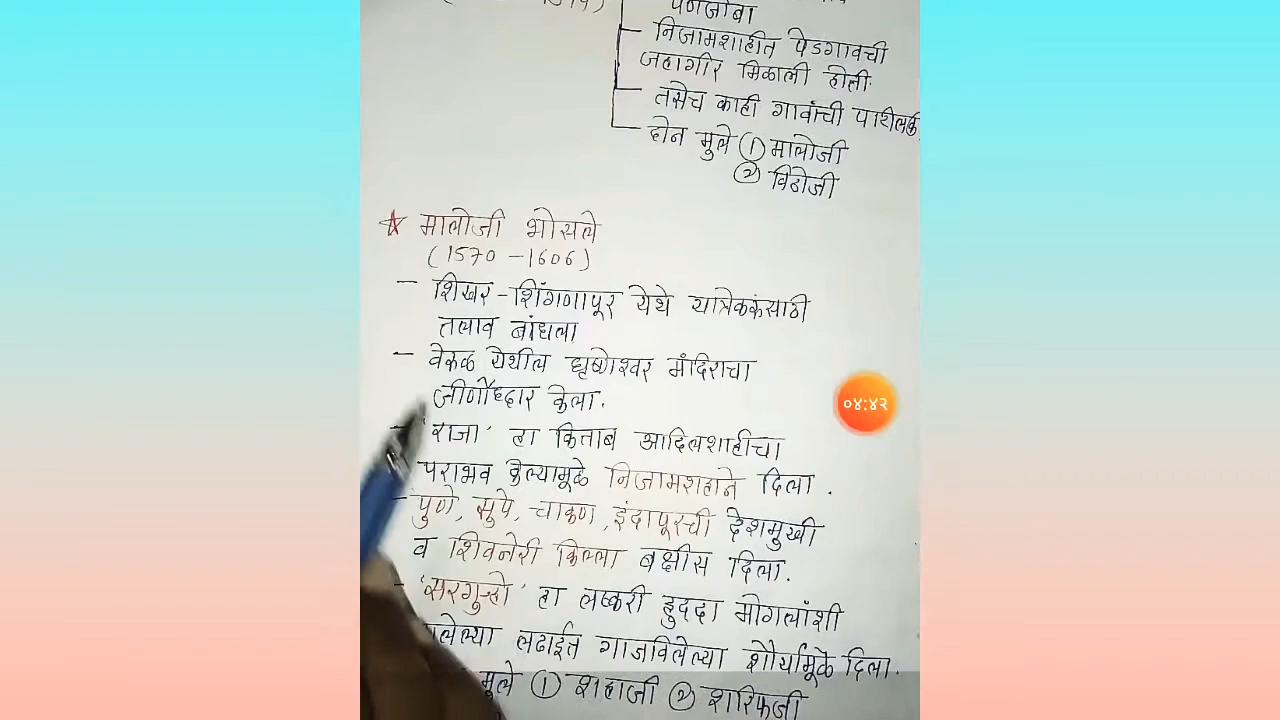 पणजोबा
निजामशाहीत पेडगावची
जहागीर मिळाली होती.
तसेच काही गावांची पाटीलकी
दोन मुले ① मालोजी
② विठोजी
☆ मालोजी भोसले
(1570 - 1606)
- शिखर - शिंगणापूर येथे यात्रेकरूंसाठी
तलाव बांधला
- वेरूळ येथील घृष्णेश्वर मंदिराचा
जीर्णोध्दार केला.
- 'राजा' हा किताब आदिलशाहीचा
पराभव केल्यामूळे निजामशहाने दिला.
- पुणे, सुपे, चाकण, इंदापूरची देशमुखी
व शिवनेरी किल्ला बक्षीस दिला.
- 'सरगुऱ्हो' हा लष्करी हुद्दा मोगलांशी
लेल्या लढाईत गाजविलेल्या शौर्यामूळे दिला.
मूले ① शहाजी ② शरिफजी
०४:४२